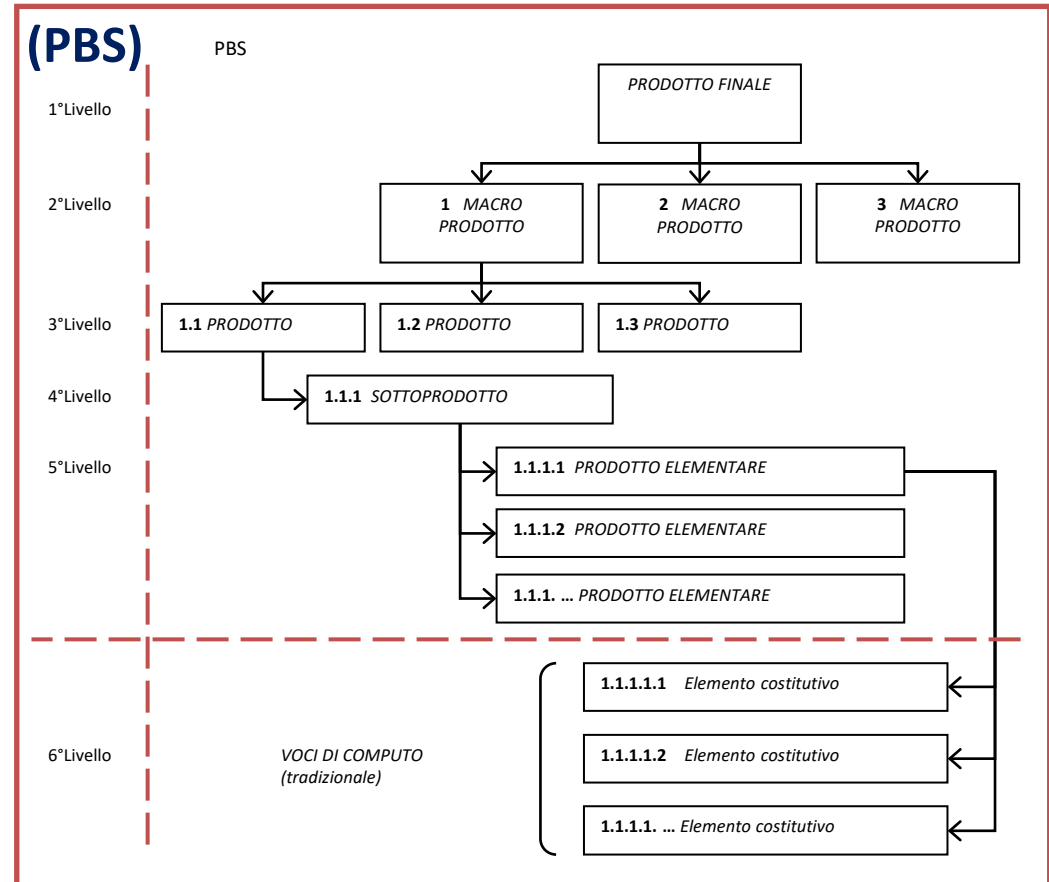 (PBS)
PBS
1°Livello
PRODOTTO FINALE
2°Livello
1 MACRO
PRODOTTO
2 MACRO
PRODOTTO
3 MACRO
PRODOTTO
3°Livello
1.1 PRODOTTO
1.2 PRODOTTO
1.3 PRODOTTO
4°Livello
1.1.1 SOTTOPRODOTTO
5°Livello
1.1.1.1 PRODOTTO ELEMENTARE
1.1.1.2 PRODOTTO ELEMENTARE
1.1.1. … PRODOTTO ELEMENTARE
1.1.1.1.1 Elemento costitutivo
6°Livello
VOCI DI COMPUTO
(tradizionale)
1.1.1.1.2 Elemento costitutivo
1.1.1.1. … Elemento costitutivo